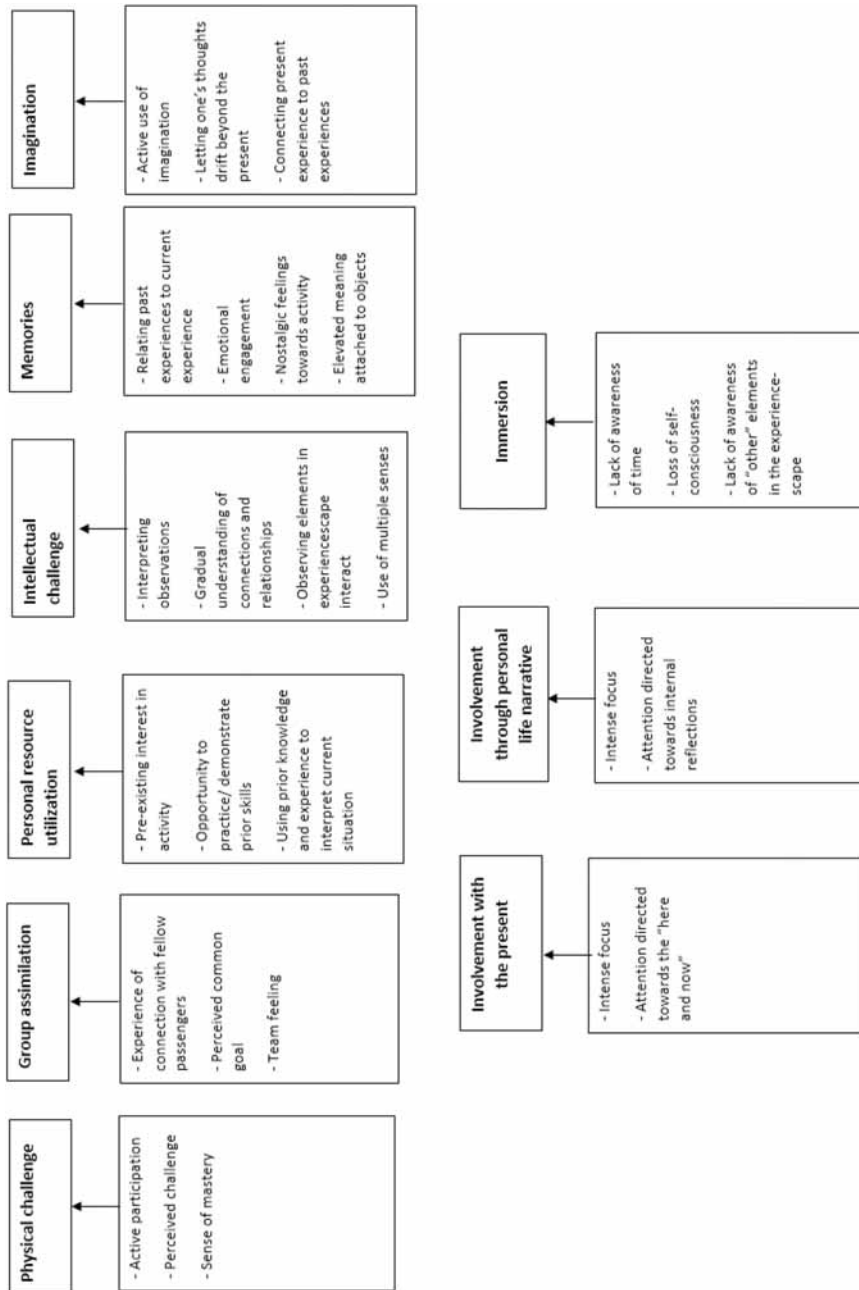 Physical challenge
- Active participation
- Perceived challenge
- Sense of mastery
Group assimilation
- Experience of
connection with fellow
passengers
- Perceived common
goal
- Team feeling
Personal resource
utilization
- Pre-existing interest in
activity
- Opportunity to
practice/ demonstrate
prior skills
- Using prior knowledge
and experience to
interpret current
situation
Intellectual
challenge
- Interpreting
observations
- Gradual
understanding of
connections and
relationships
- Observing elements in
experiencescape
interact
- Use of multiple senses
Memories
- Relating past
experiences to current
experience
- Emotional
engagement
- Nostalgic feelings
towards activity
- Elevated meaning
attached to objects
Imagination
- Active use of
imagination
- Letting one's thoughts
drift beyond the
present
- Connecting present
experience to past
experiences
Involvement with
the present
- Intense focus
- Attention directed
towards the "here
and now"
Involvement
through personal
life narrative
- Intense focus
- Attention directed
towards internal
reflections
Immersion
- Lack of awareness
of time
- Loss of self-
consciousness
- Lack of awareness
of "other" elements
in the experience-
scape